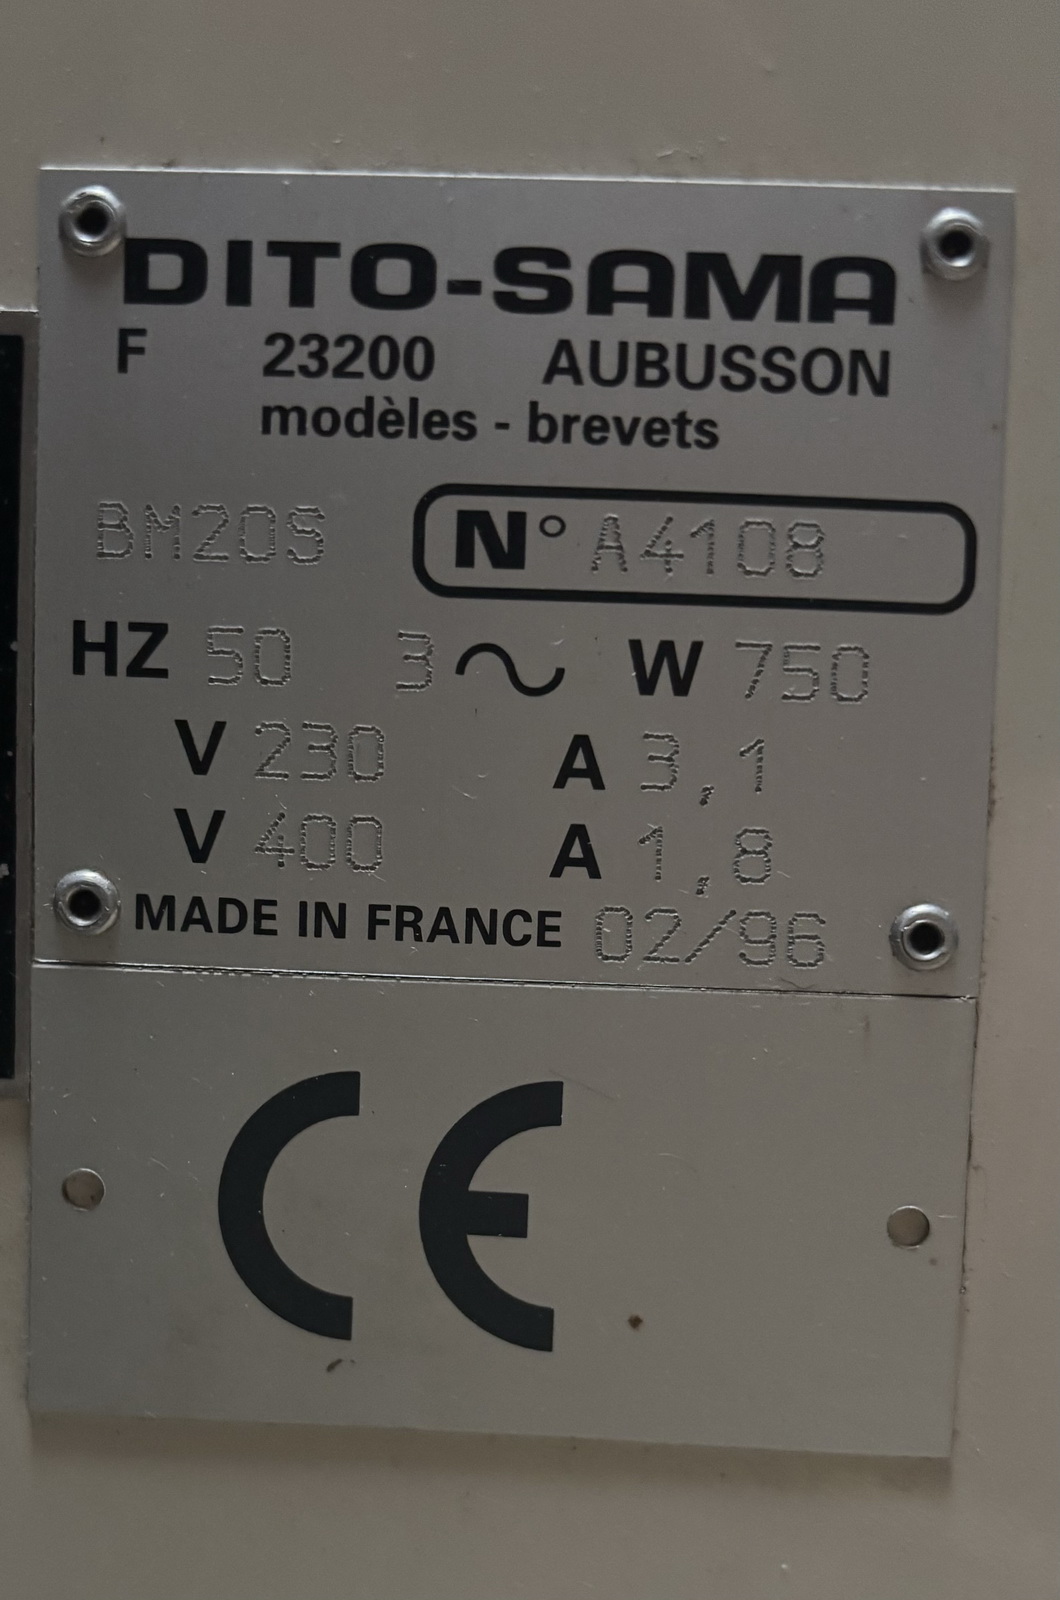 DITO-SAMA
F 23200 AUBUSSON
modèles - brevets
BM20S N° A4108
HZ 50 3~ W 750
V 230 A 3,1
V 400 A 1,8
MADE IN FRANCE 02/96
CE